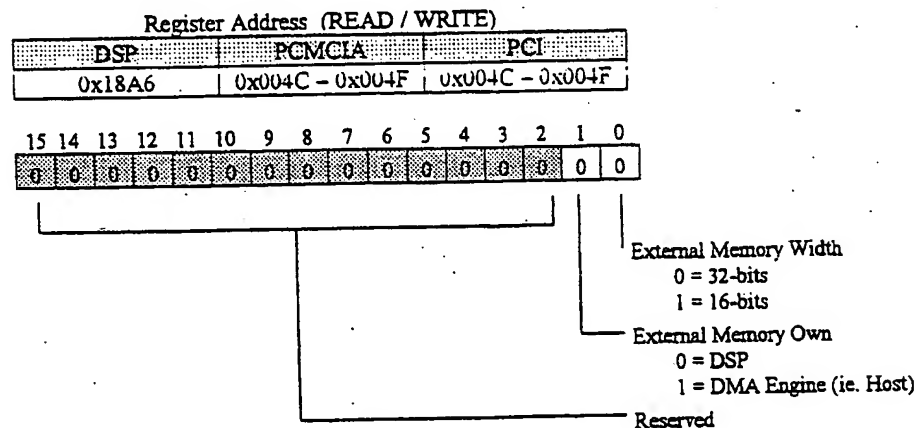 Register Address (READ / WRITE)
DSP PCMCIA PCI
0x18A6 0x004C – 0x004F 0x004C – 0x004F
15 14 13 12 11 10 9 8 7 6 5 4 3 2 1 0
0 0 0 0 0 0 0 0 0 0 0 0 0 0 0 0
External Memory Width
0 = 32-bits
1 = 16-bits
External Memory Own
0 = DSP
1 = DMA Engine (ie. Host)
Reserved